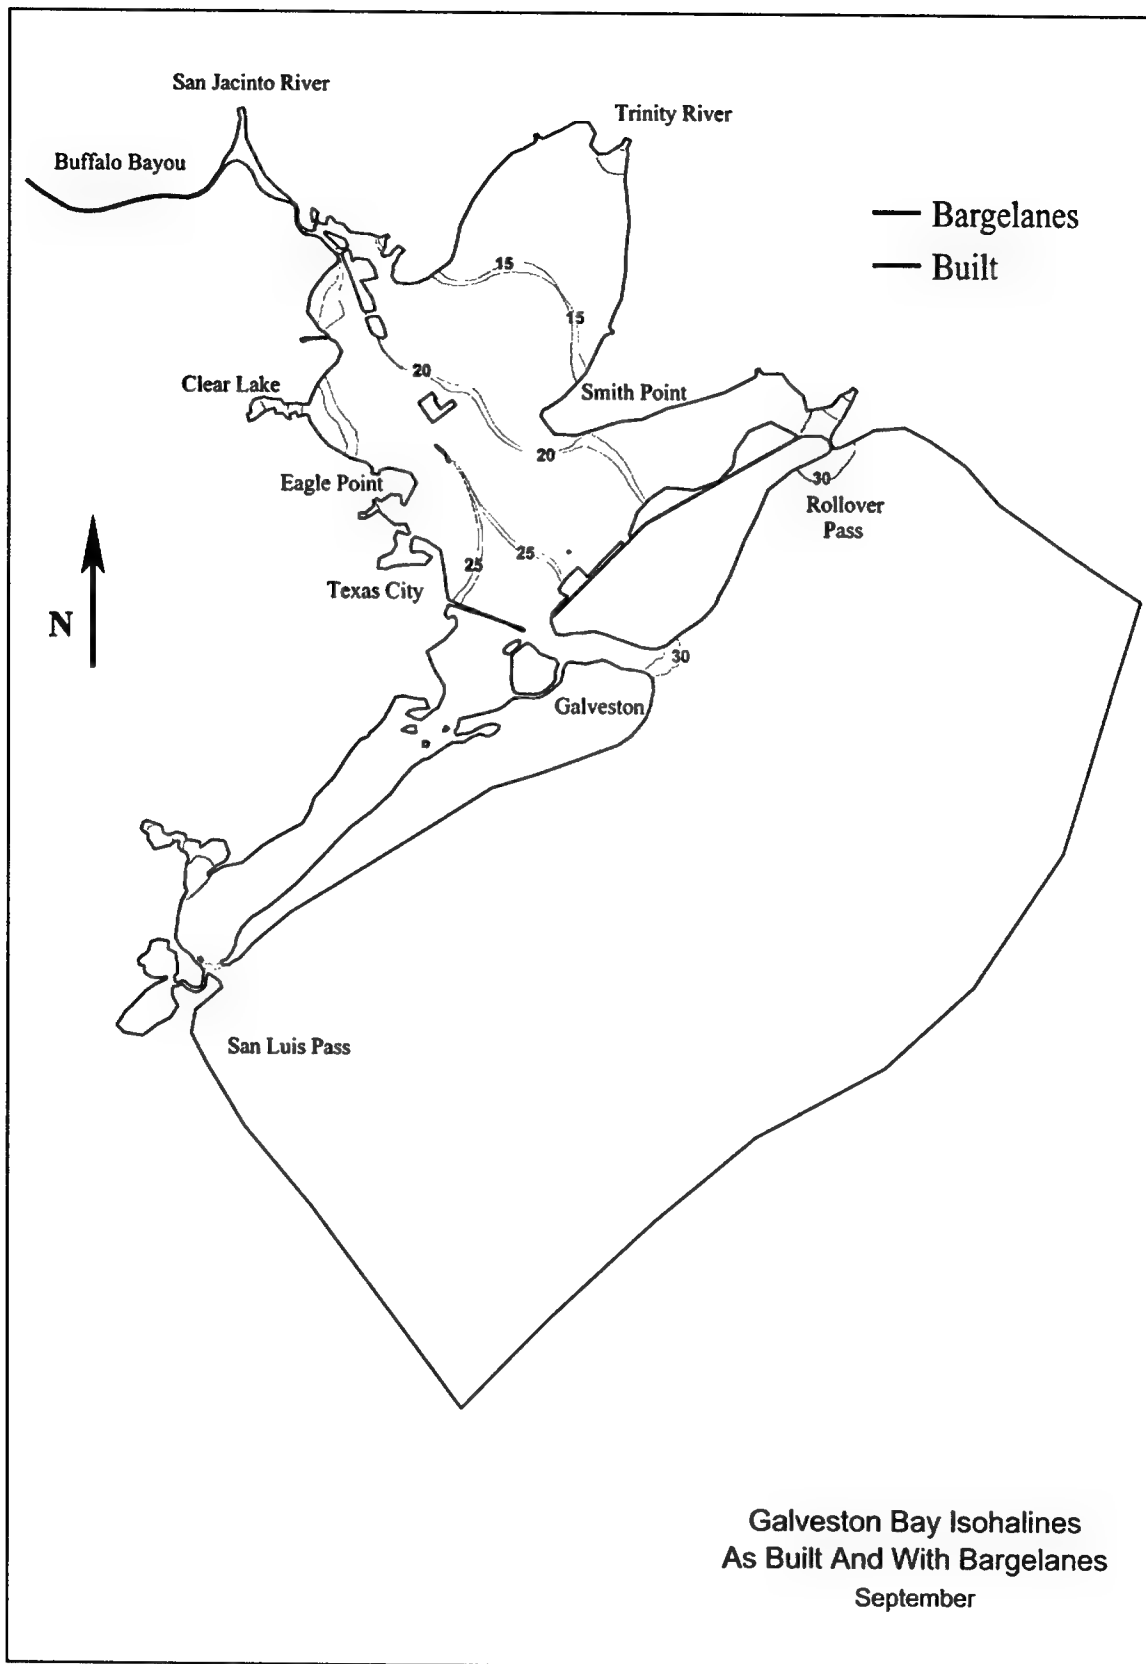 San Jacinto River
Trinity River
Buffalo Bayou
Bargelanes
Built
15
15
20
Clear Lake
Smith Point
20
Eagle Point
30
Rollover
Pass
25
25
Texas City
N
30
Galveston
San Luis Pass
Galveston Bay Isohalines
As Built And With Bargelanes
September